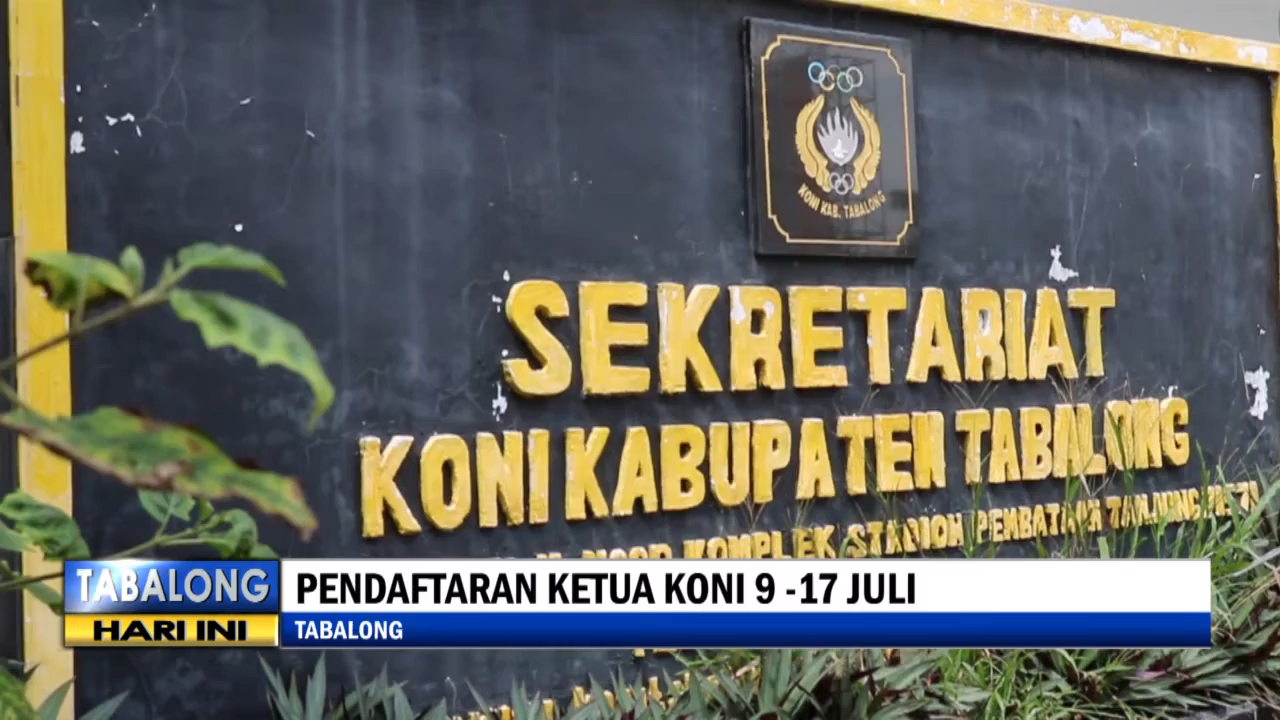 KONI KAB. TABALONG
SEKRETARIAT
KONI KABUPATEN TABALONG
KOMPLEK STADION PEMBATAAN TANJUNG
TABALONG
HARI INI
PENDAFTARAN KETUA KONI 9 -17 JULI
TABALONG